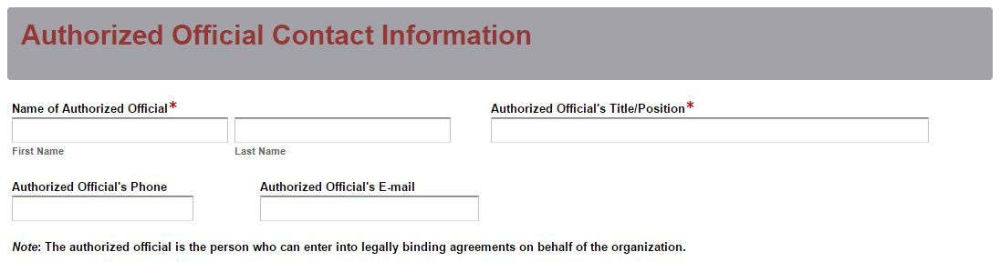 Authorized Official Contact Information
Name of Authorized Official* Authorized Official's Title/Position*
First Name Last Name
Authorized Official's Phone Authorized Official's E-mail
Note: The authorized official is the person who can enter into legally binding agreements on behalf of the organization.